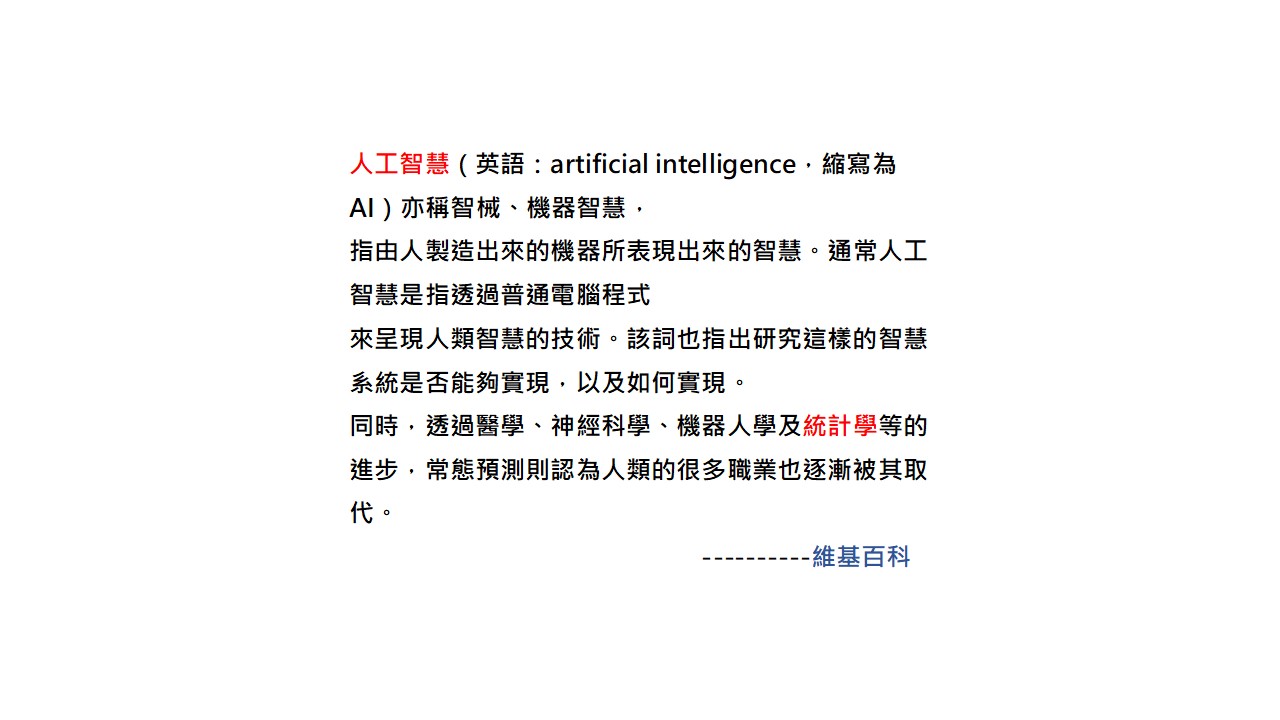 人工智慧（英語：artificial intelligence，縮寫為
AI）亦稱智械、機器智慧，
指由人製造出來的機器所表現出來的智慧。通常人工
智慧是指透過普通電腦程式
來呈現人類智慧的技術。該詞也指出研究這樣的智慧
系統是否能夠實現，以及如何實現。
同時，透過醫學、神經科學、機器人學及統計學等的
進步，常態預測則認為人類的很多職業也逐漸被其取
代。
----------維基百科